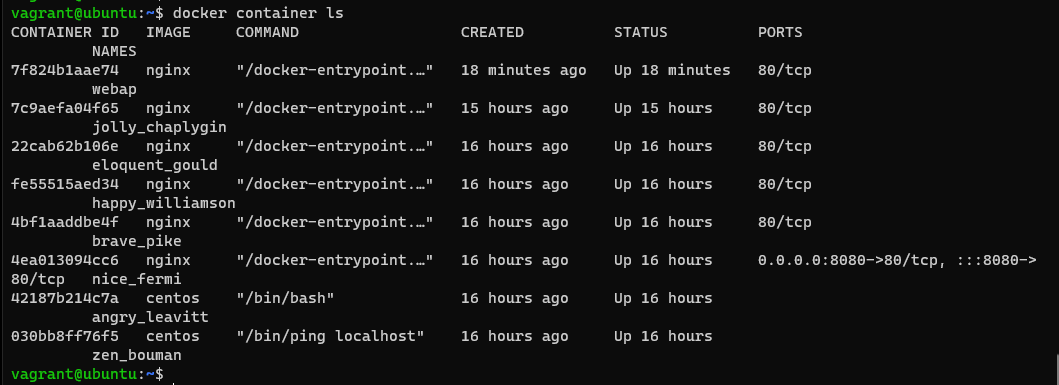 vagrant@ubuntu:~$ docker container ls
CONTAINER ID   IMAGE     COMMAND                  CREATED          STATUS          PORTS
         NAMES
7f824b1aae74   nginx     "/docker-entrypoint.…"   18 minutes ago   Up 18 minutes   80/tcp
         webap
7c9aefa04f65   nginx     "/docker-entrypoint.…"   15 hours ago     Up 15 hours     80/tcp
         jolly_chaplygin
22cab62b106e   nginx     "/docker-entrypoint.…"   16 hours ago     Up 16 hours     80/tcp
         eloquent_gould
fe55515aed34   nginx     "/docker-entrypoint.…"   16 hours ago     Up 16 hours     80/tcp
         happy_williamson
4bf1aaddbe4f   nginx     "/docker-entrypoint.…"   16 hours ago     Up 16 hours     80/tcp
         brave_pike
4ea013094cc6   nginx     "/docker-entrypoint.…"   16 hours ago     Up 16 hours     0.0.0.0:8080->80/tcp, :::8080->
80/tcp   nice_fermi
42187b214c7a   centos    "/bin/bash"              16 hours ago     Up 16 hours
         angry_leavitt
030bb8ff76f5   centos    "/bin/ping localhost"    16 hours ago     Up 16 hours
         zen_bouman
vagrant@ubuntu:~$